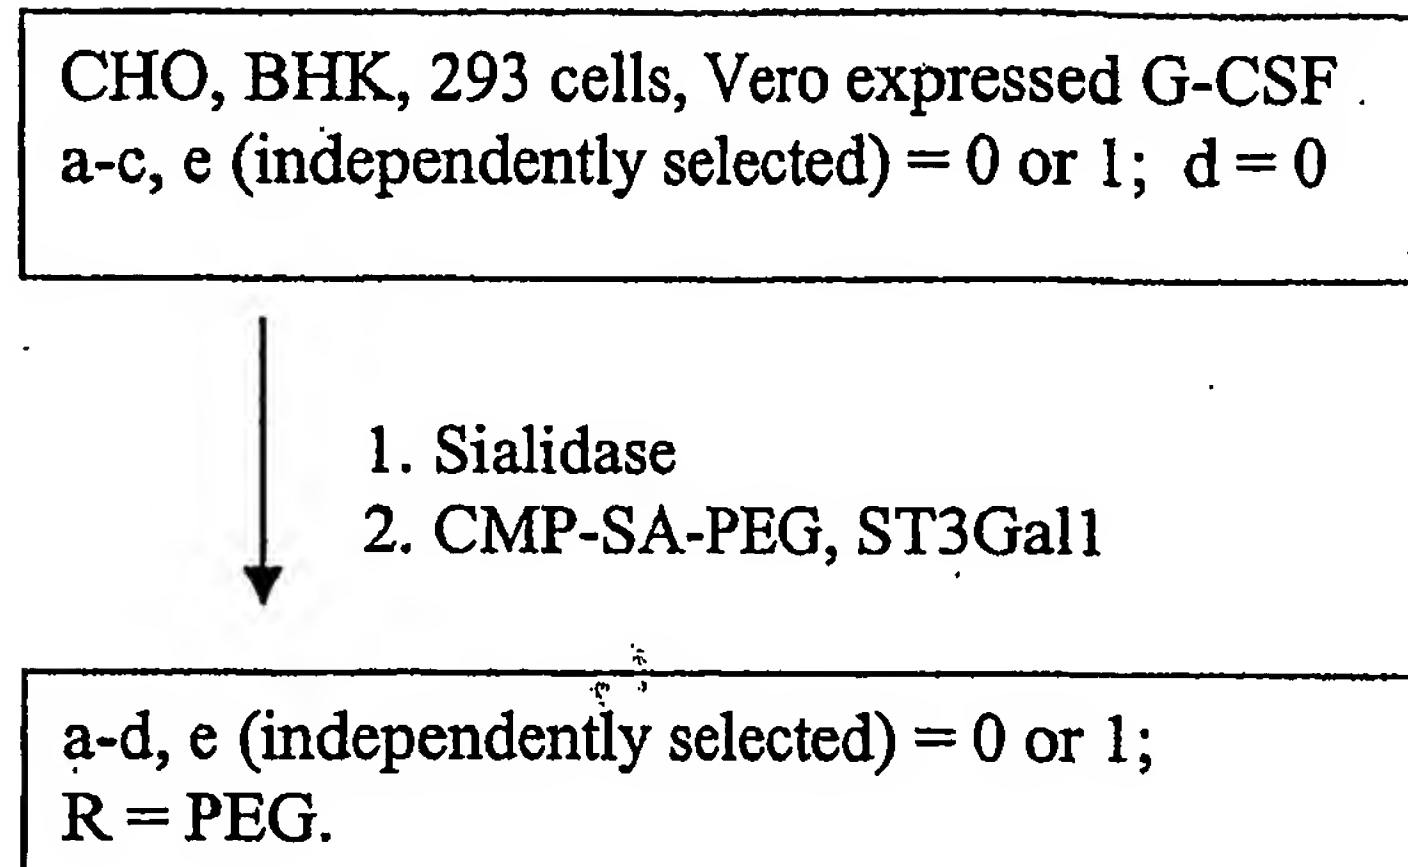 CHO, BHK, 293 cells, Vero expressed G-CSF
a-c, e (independently selected) = 0 or 1; d = 0
1. Sialidase
2. CMP-SA-PEG, ST3Gal1
a-d, e (independently selected) = 0 or 1;
R = PEG.